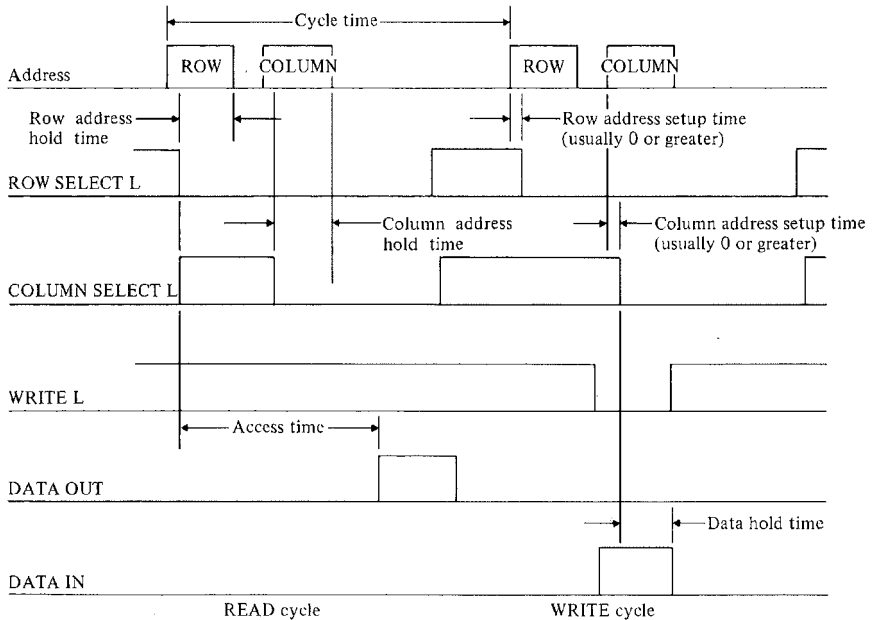 Cycle time
Address
ROW
COLUMN
ROW
COLUMN
Row address
hold time
Row address setup time
(usually 0 or greater)
ROW SELECT L
Column address
hold time
Column address setup time
(usually 0 or greater)
COLUMN SELECT L
WRITE L
Access time
DATA OUT
Data hold time
DATA IN
READ cycle
WRITE cycle